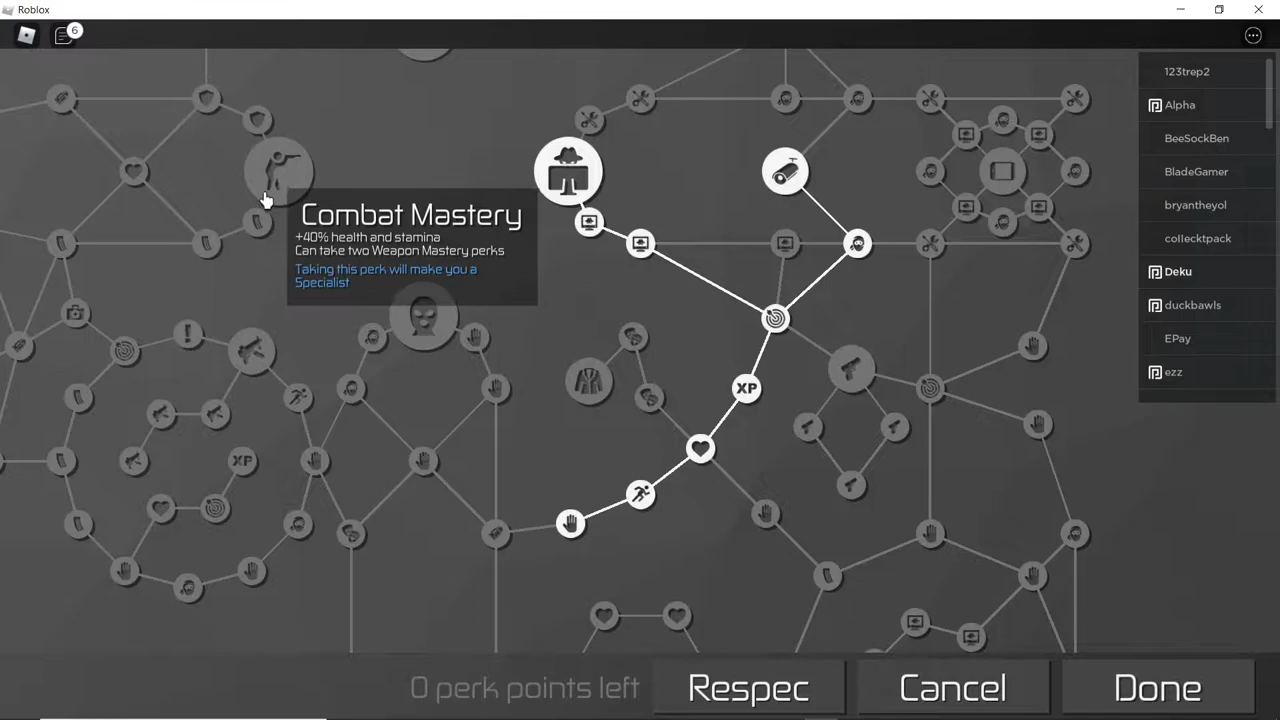 Roblox
6
123trep2
Alpha
BeeSockBen
BladeGamer
bryantheyol
collecktpack
Deku
duckbawls
EPay
ezz
Combat Mastery
+40% health and stamina
Can take two Weapon Mastery perks
Taking this perk will make you a
Specialist
XP
XP
0 perk points left
Respec
Cancel
Done